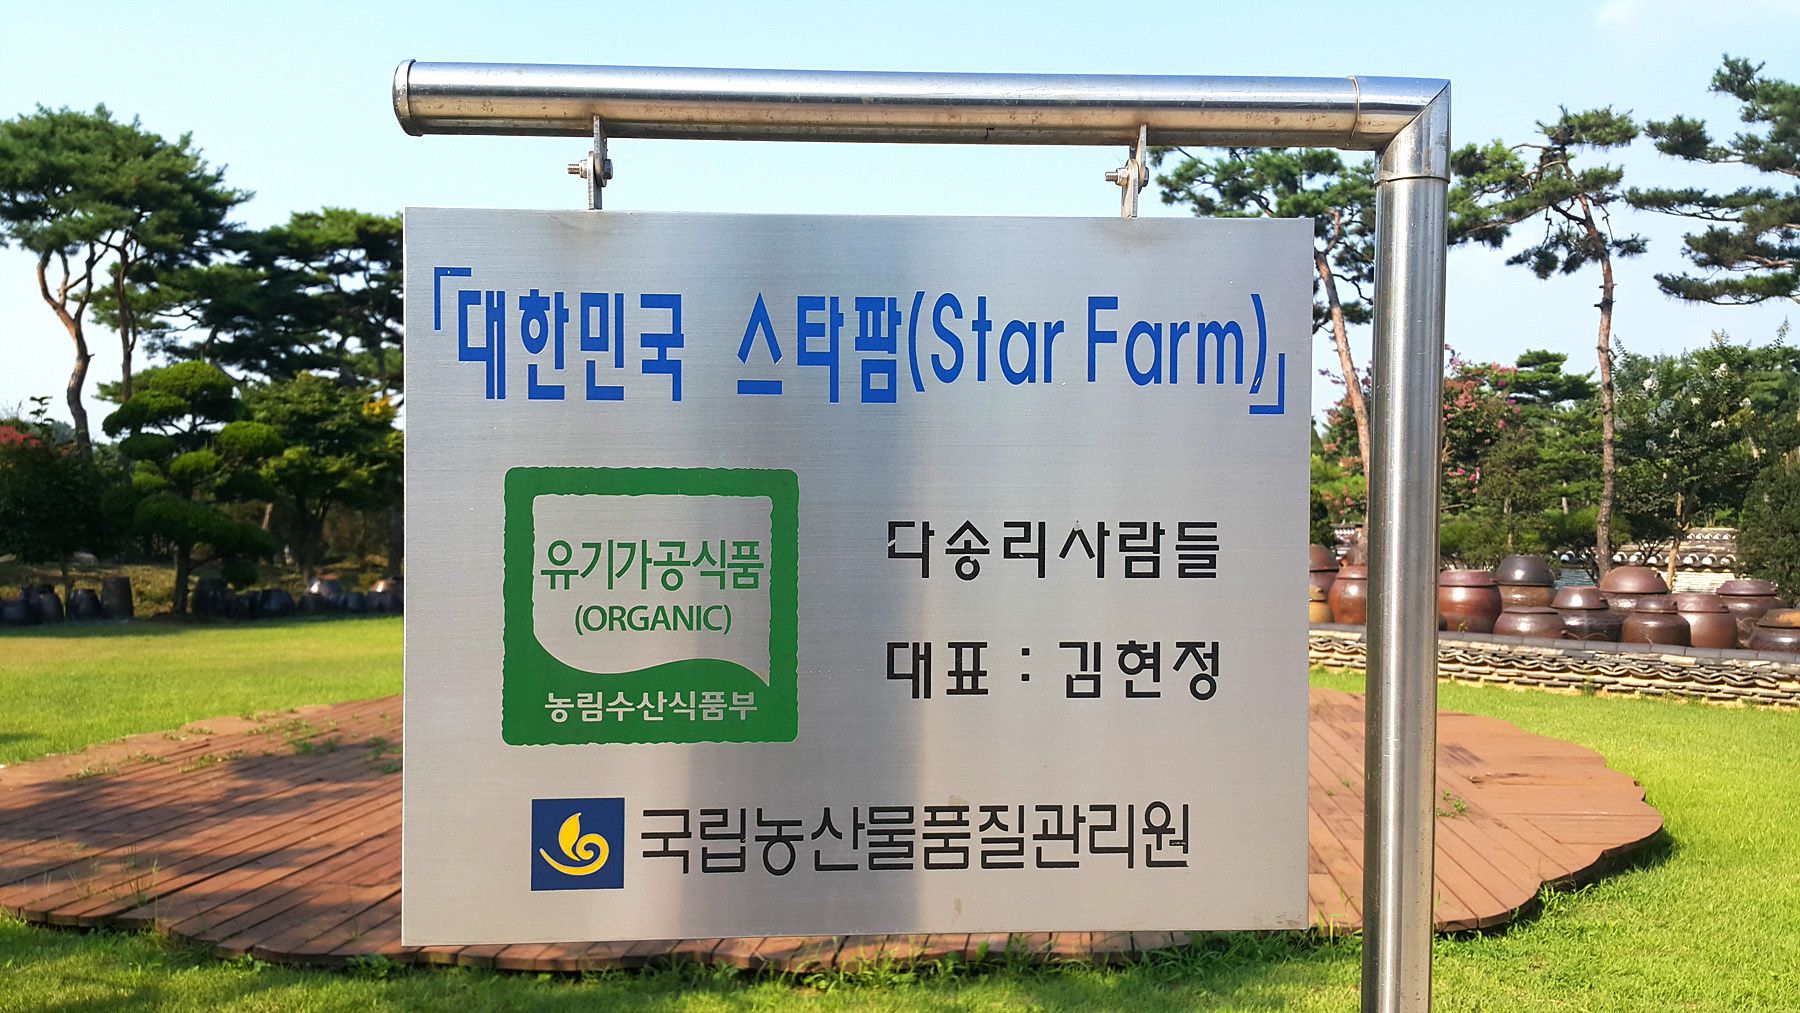 「대한민국 스타팜(Star Farm)」
유기가공식품
(ORGANIC)
농림수산식품부
다송리사람들
대표 : 김현정
국립농산물품질관리원